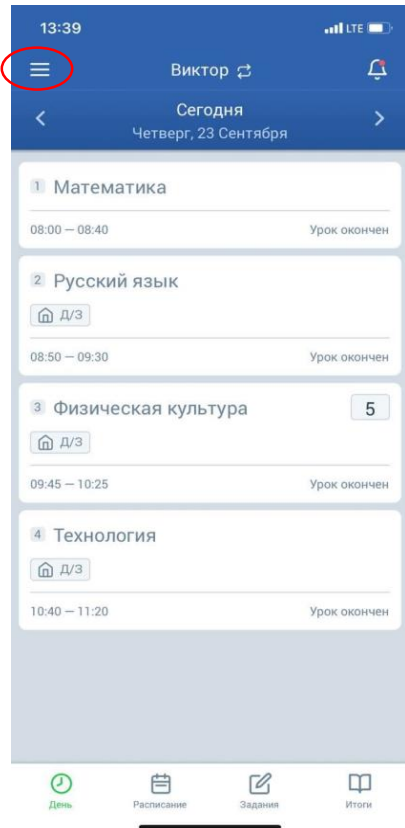 13:39 LTE
Виктор
Сегодня
Четверг, 23 Сентября
1 Математика
08:00 — 08:40 Урок окончен
2 Русский язык
Д/З
08:50 — 09:30 Урок окончен
3 Физическая культура 5
Д/З
09:45 — 10:25 Урок окончен
4 Технология
Д/З
10:40 — 11:20 Урок окончен
День Расписание Задания Итоги